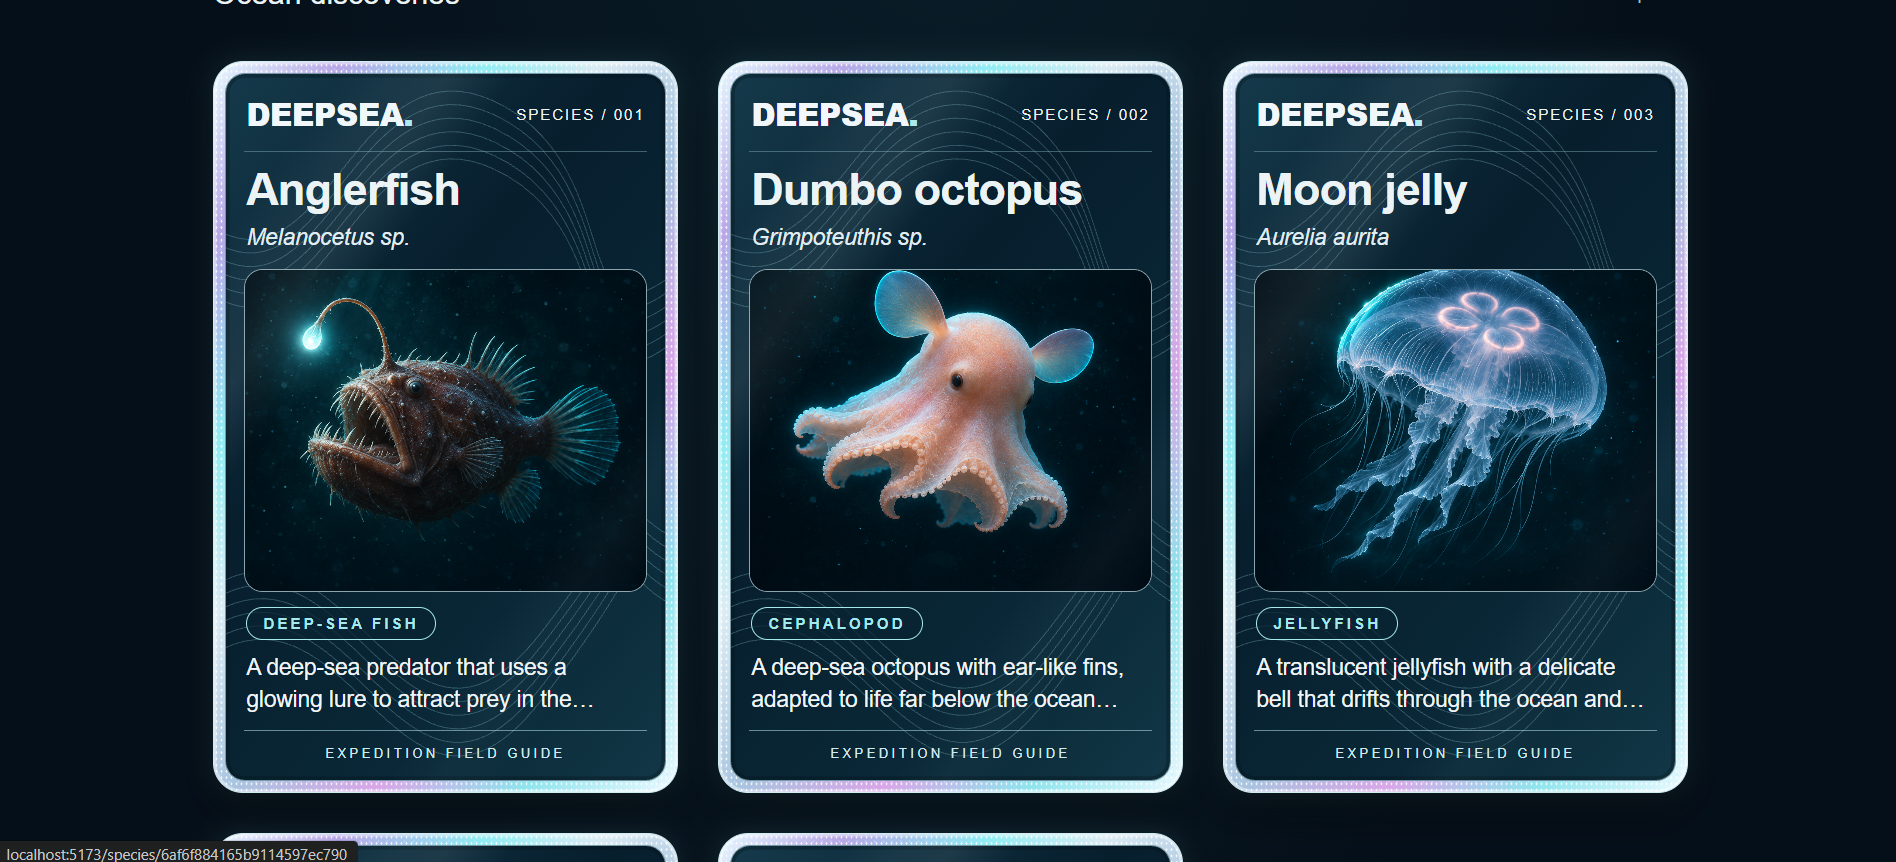 Ocean discoveries
DEEPSEA.
SPECIES / 001
Anglerfish
Melanocetus sp.
DEEP-SEA FISH
A deep-sea predator that uses a
glowing lure to attract prey in the…
EXPEDITION FIELD GUIDE
DEEPSEA.
SPECIES / 002
Dumbo octopus
Grimpoteuthis sp.
CEPHALOPOD
A deep-sea octopus with ear-like fins,
adapted to life far below the ocean…
EXPEDITION FIELD GUIDE
DEEPSEA.
SPECIES / 003
Moon jelly
Aurelia aurita
JELLYFISH
A translucent jellyfish with a delicate
bell that drifts through the ocean and…
EXPEDITION FIELD GUIDE
localhost:5173/species/6af6f884165b9114597ec790